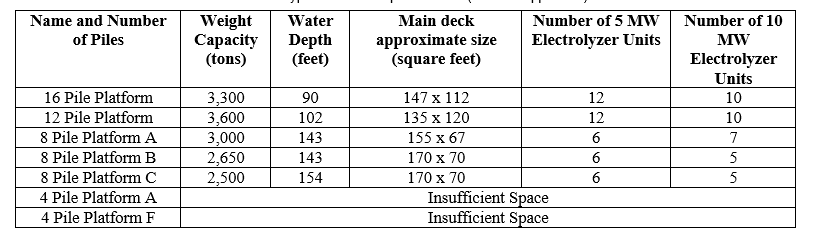 Name and Number of Piles | Weight Capacity (tons) | Water Depth (feet) | Main deck approximate size (square feet) | Number of 5 MW Electrolyzer Units | Number of 10 MW Electrolyzer Units
16 Pile Platform | 3,300 | 90 | 147 x 112 | 12 | 10
12 Pile Platform | 3,600 | 102 | 135 x 120 | 12 | 10
8 Pile Platform A | 3,000 | 143 | 155 x 67 | 6 | 7
8 Pile Platform B | 2,650 | 143 | 170 x 70 | 6 | 5
8 Pile Platform C | 2,500 | 154 | 170 x 70 | 6 | 5
4 Pile Platform A | Insufficient Space
4 Pile Platform F | Insufficient Space